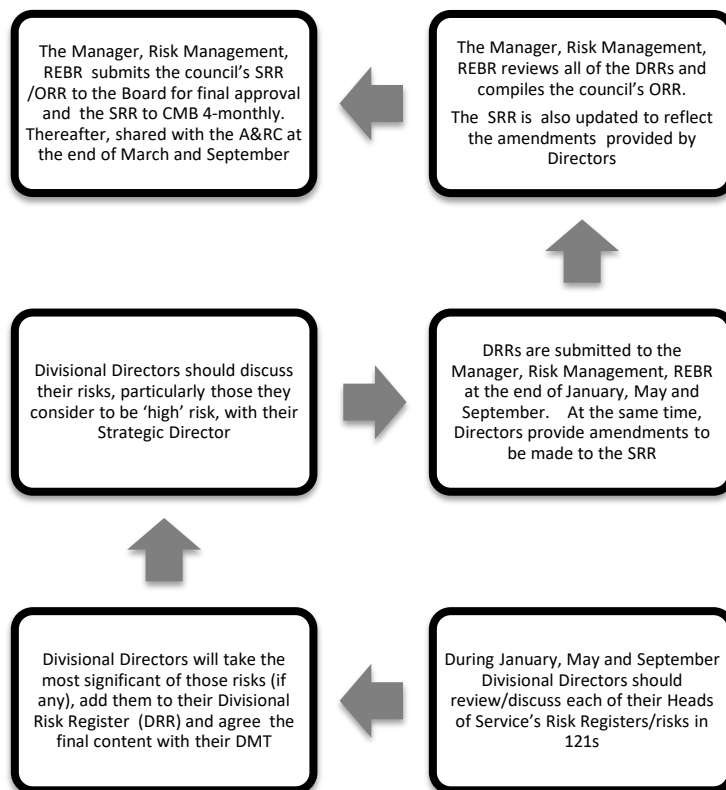 The Manager, Risk Management,
REBR submits the council’s SRR
/ORR to the Board for final approval
and the SRR to CMB 4-monthly.
Thereafter, shared with the A&RC at
the end of March and September
The Manager, Risk Management,
REBR reviews all of the DRRs and
compiles the council’s ORR.
The SRR is also updated to reflect
the amendments provided by
Directors
Divisional Directors should discuss
their risks, particularly those they
consider to be ‘high’ risk, with their
Strategic Director
DRRs are submitted to the
Manager, Risk Management, REBR
at the end of January, May and
September. At the same time,
Directors provide amendments to
be made to the SRR
Divisional Directors will take the
most significant of those risks (if
any), add them to their Divisional
Risk Register (DRR) and agree the
final content with their DMT
During January, May and September
Divisional Directors should
review/discuss each of their Heads
of Service’s Risk Registers/risks in
121s